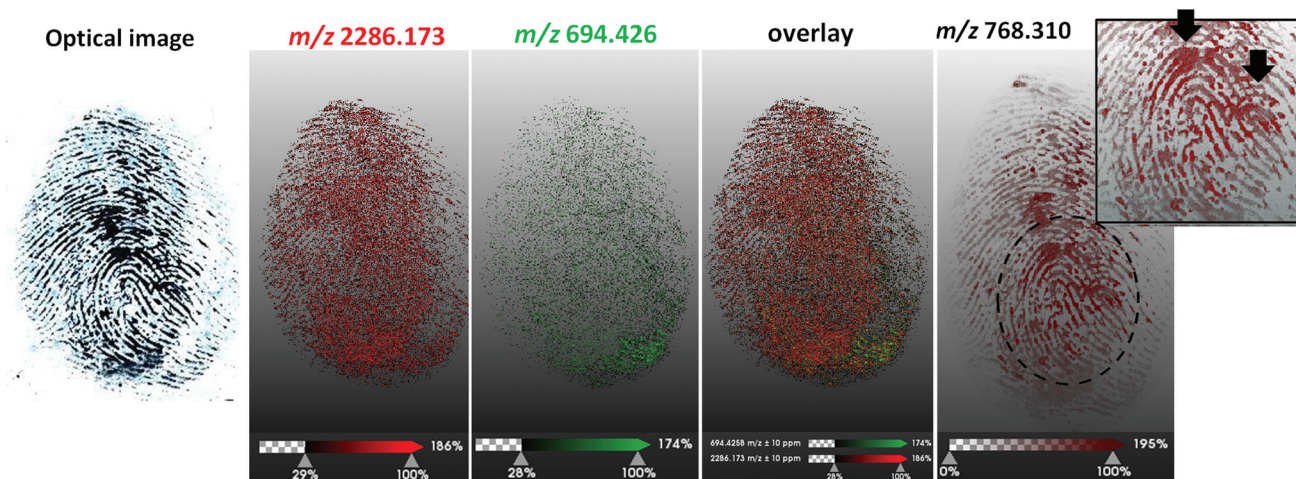 Optical image
m/z 2286.173
m/z 694.426
overlay
m/z 768.310
186%
29%
100%
174%
28%
100%
694.4258 m/z ± 10 ppm
174%
2286.173 m/z ± 10 ppm
186%
28%
100%
195%
0%
100%